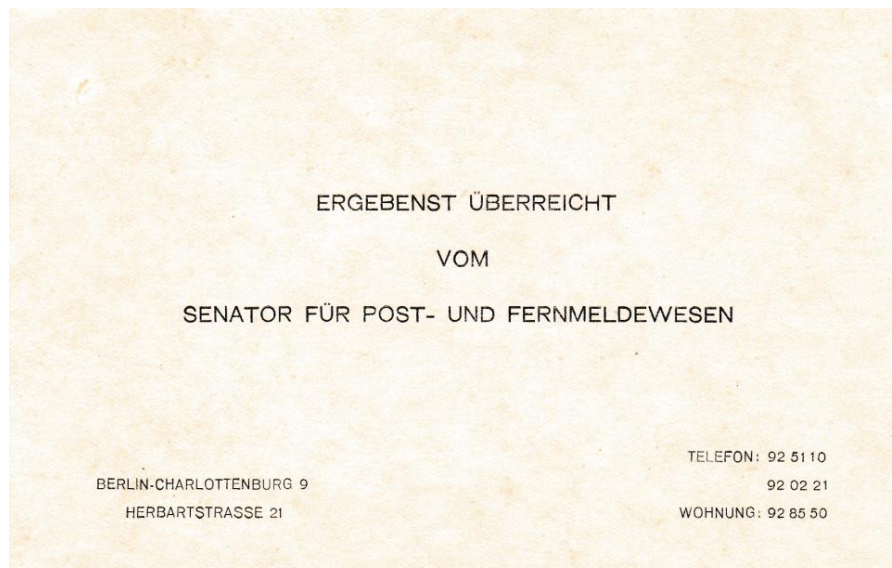 ERGEBENST ÜBERREICHT
VOM
SENATOR FÜR POST- UND FERNMELDEWESEN
BERLIN-CHARLOTTENBURG 9
HERBARTSTRASSE 21
TELEFON: 92 51 10
92 02 21
WOHNUNG: 92 85 50